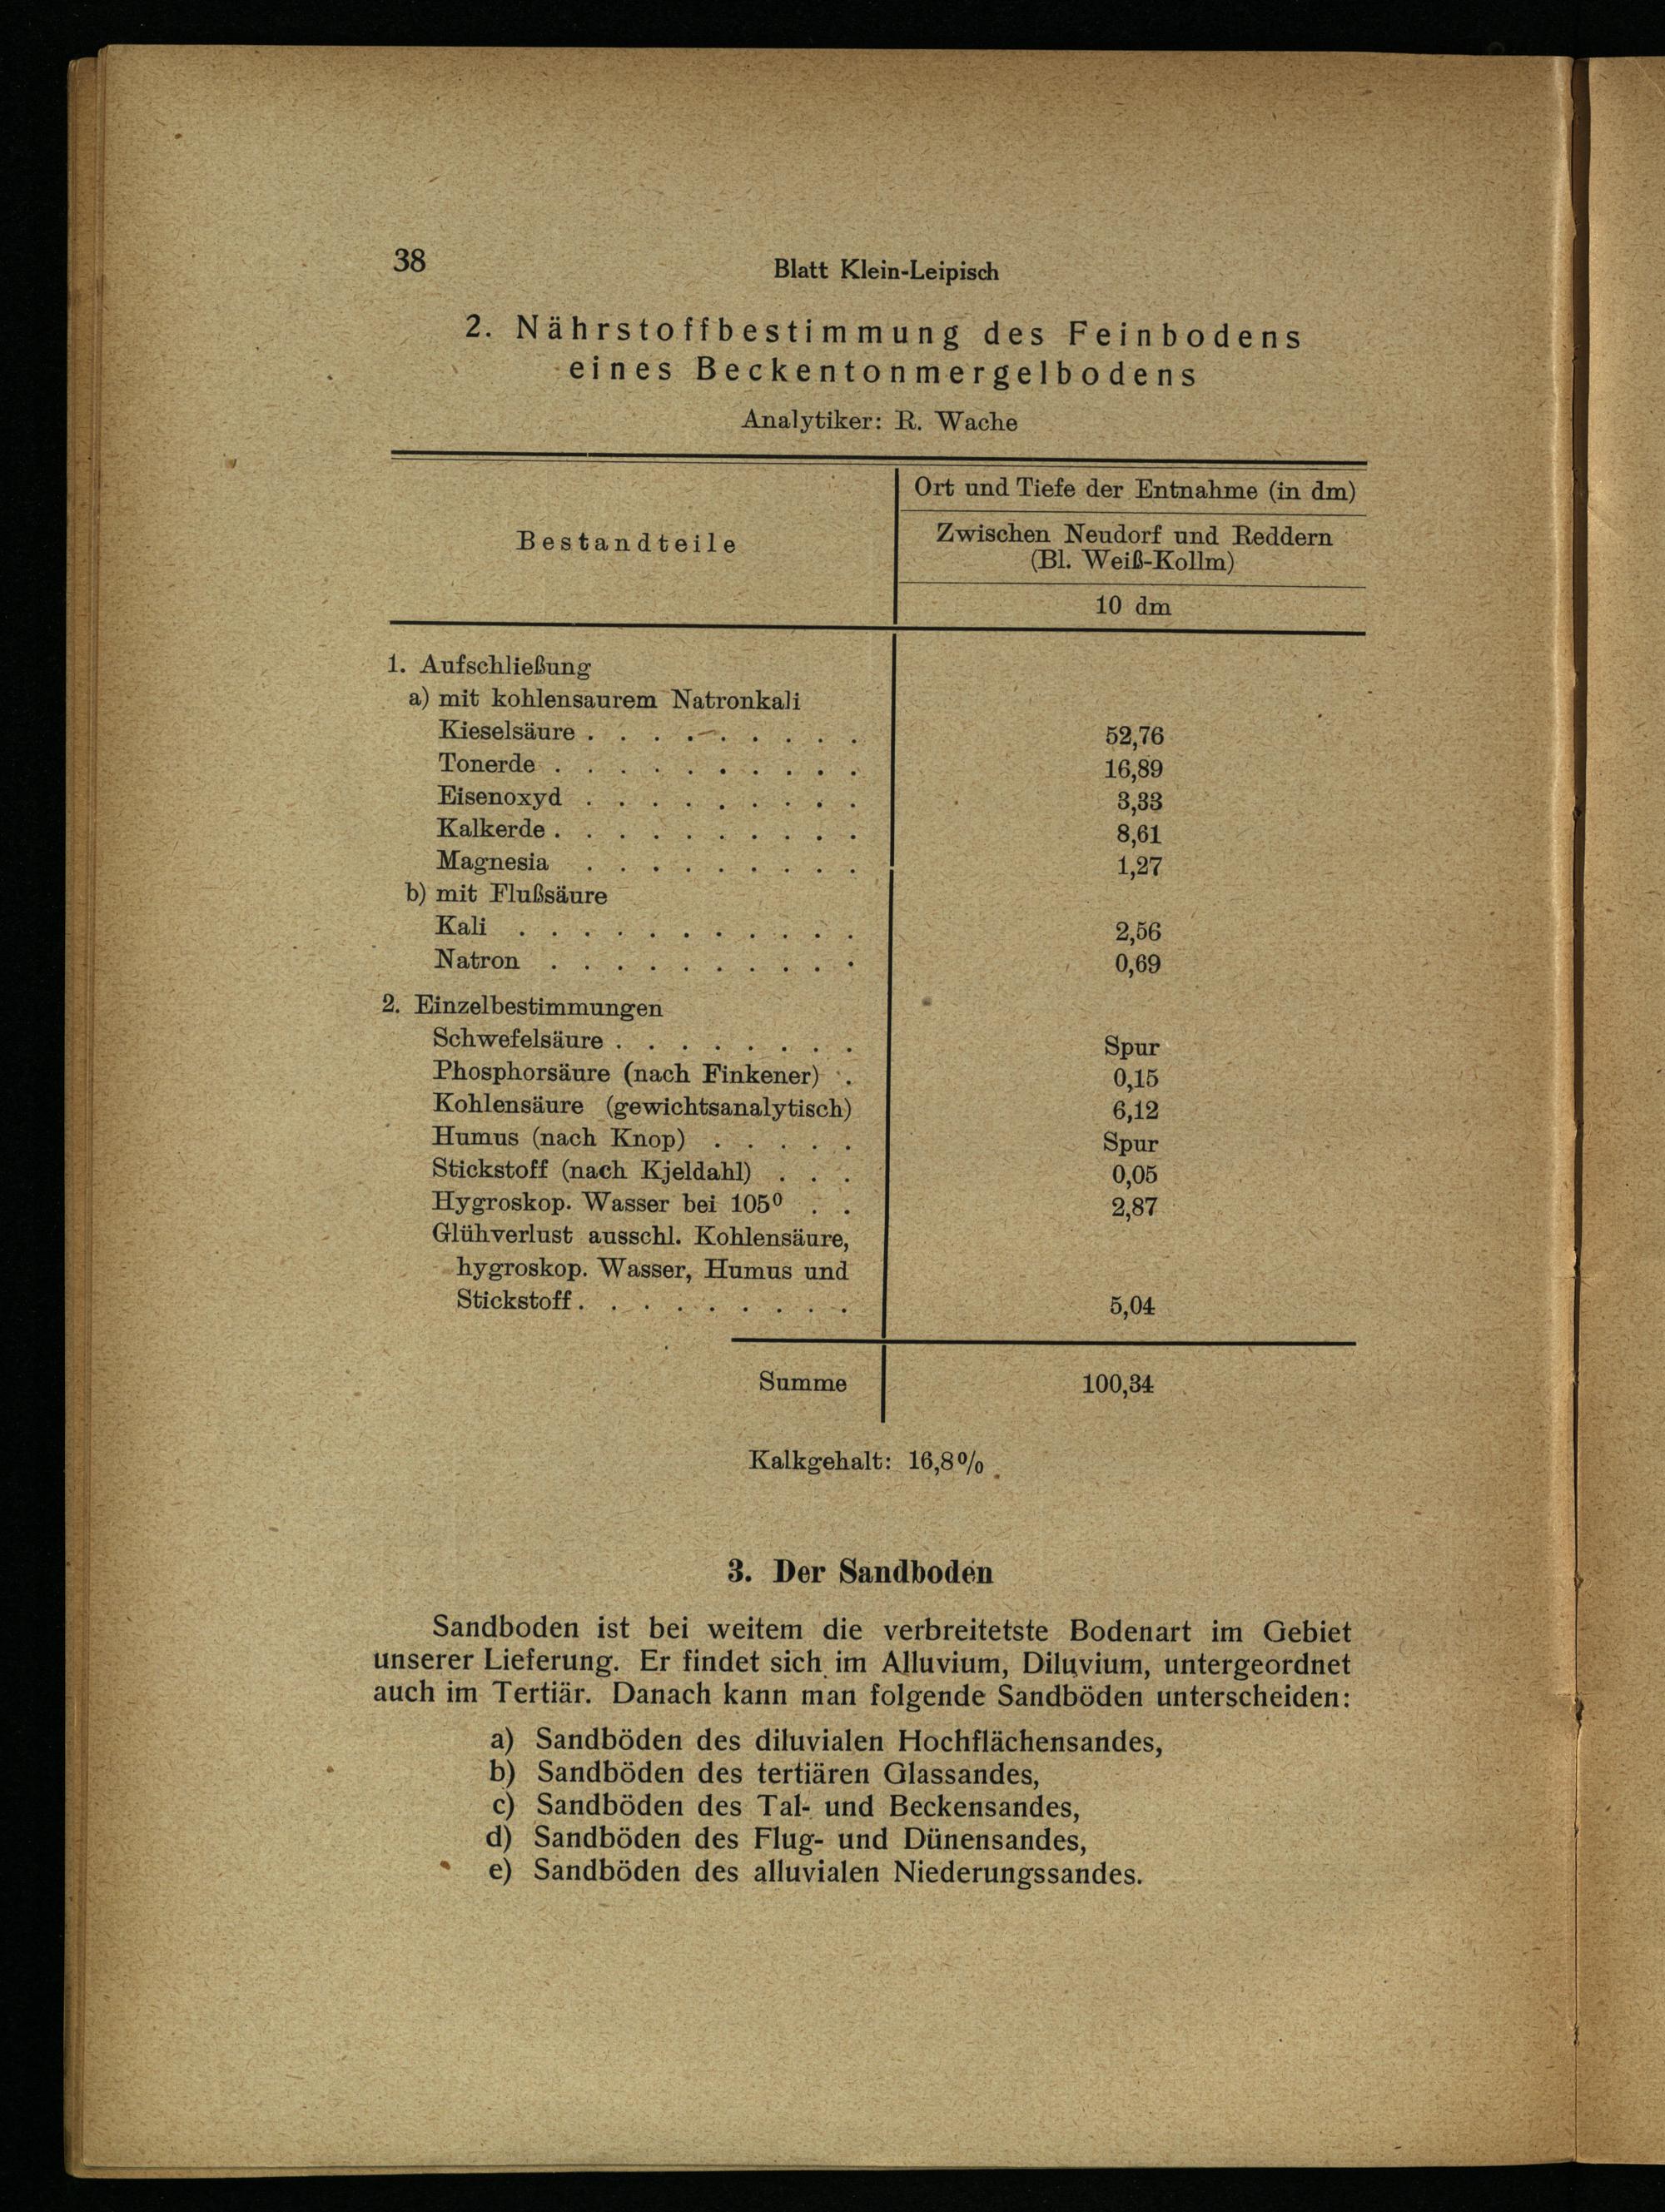 38
Blatt Klein-Leipisch
2. Nährstoffbestimmung des Feinbodens
eines Beckentonmergelbodens
Analytiker: R. Wache
Bestandteile
Ort und Tiefe der Entnahme (in dm)
Zwischen Neudorf und Reddern
(Bl. Weiß-Kollm)
10 dm
1. Aufschließung
a) mit kohlensaurem Natronkali
Kieselsäure . . . . . . . . . 52,76
Tonerde . . . . . . . . . . 16,89
Eisenoxyd . . . . . . . . . 3,33
Kalkerde . . . . . . . . . . 8,61
Magnesia . . . . . . . . . 1,27
b) mit Flußsäure
Kali . . . . . . . . . . . 2,56
Natron . . . . . . . . . . 0,69
2. Einzelbestimmungen
Schwefelsäure . . . . . . . . Spur
Phosphorsäure (nach Finkener) . 0,15
Kohlensäure (gewichtsanalytisch) 6,12
Humus (nach Knop) . . . . . Spur
Stickstoff (nach Kjeldahl) . . . 0,05
Hygroskop. Wasser bei 105⁰ . . 2,87
Glühverlust ausschl. Kohlensäure,
hygroskop. Wasser, Humus und
Stickstoff . . . . . . . . . 5,04
Summe 100,34
Kalkgehalt: 16,8%
3. Der Sandboden
Sandboden ist bei weitem die verbreitetste Bodenart im Gebiet
unserer Lieferung. Er findet sich im Alluvium, Diluvium, untergeordnet
auch im Tertiär. Danach kann man folgende Sandböden unterscheiden:
a) Sandböden des diluvialen Hochflächensandes,
b) Sandböden des tertiären Glassandes,
c) Sandböden des Tal- und Beckensandes,
d) Sandböden des Flug- und Dünensandes,
e) Sandböden des alluvialen Niederungssandes.